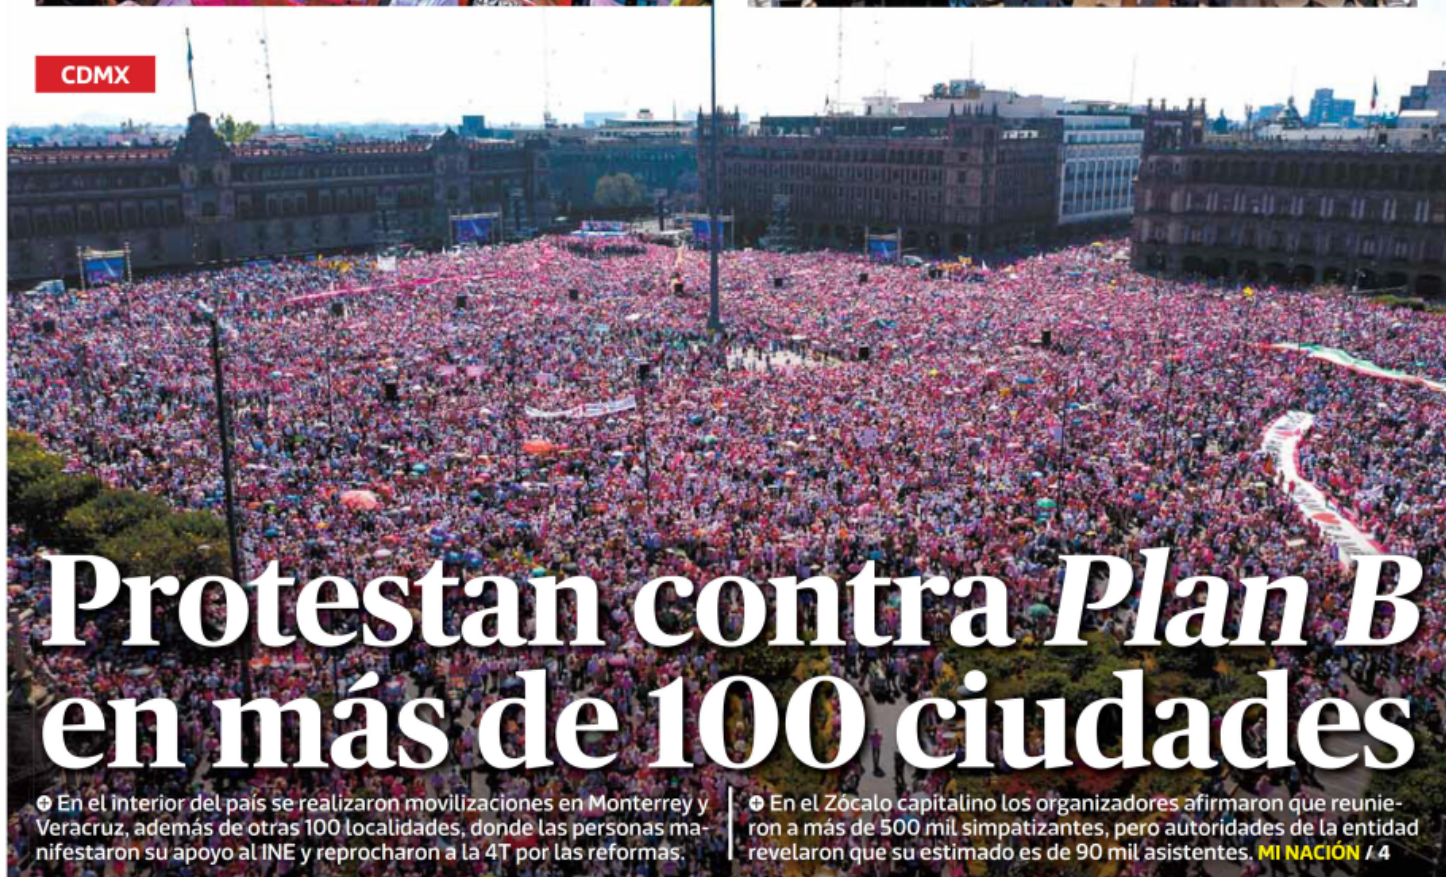 CDMX
Protestan contra Plan B
en más de 100 ciudades
En el interior del país se realizaron movilizaciones en Monterrey y
Veracruz, además de otras 100 localidades, donde las personas ma-
nifestaron su apoyo al INE y reprocharon a la 4T por las reformas.
En el Zócalo capitalino los organizadores afirmaron que reunie-
ron a más de 500 mil simpatizantes, pero autoridades de la entidad
revelaron que su estimado es de 90 mil asistentes. MI NACIÓN / 4